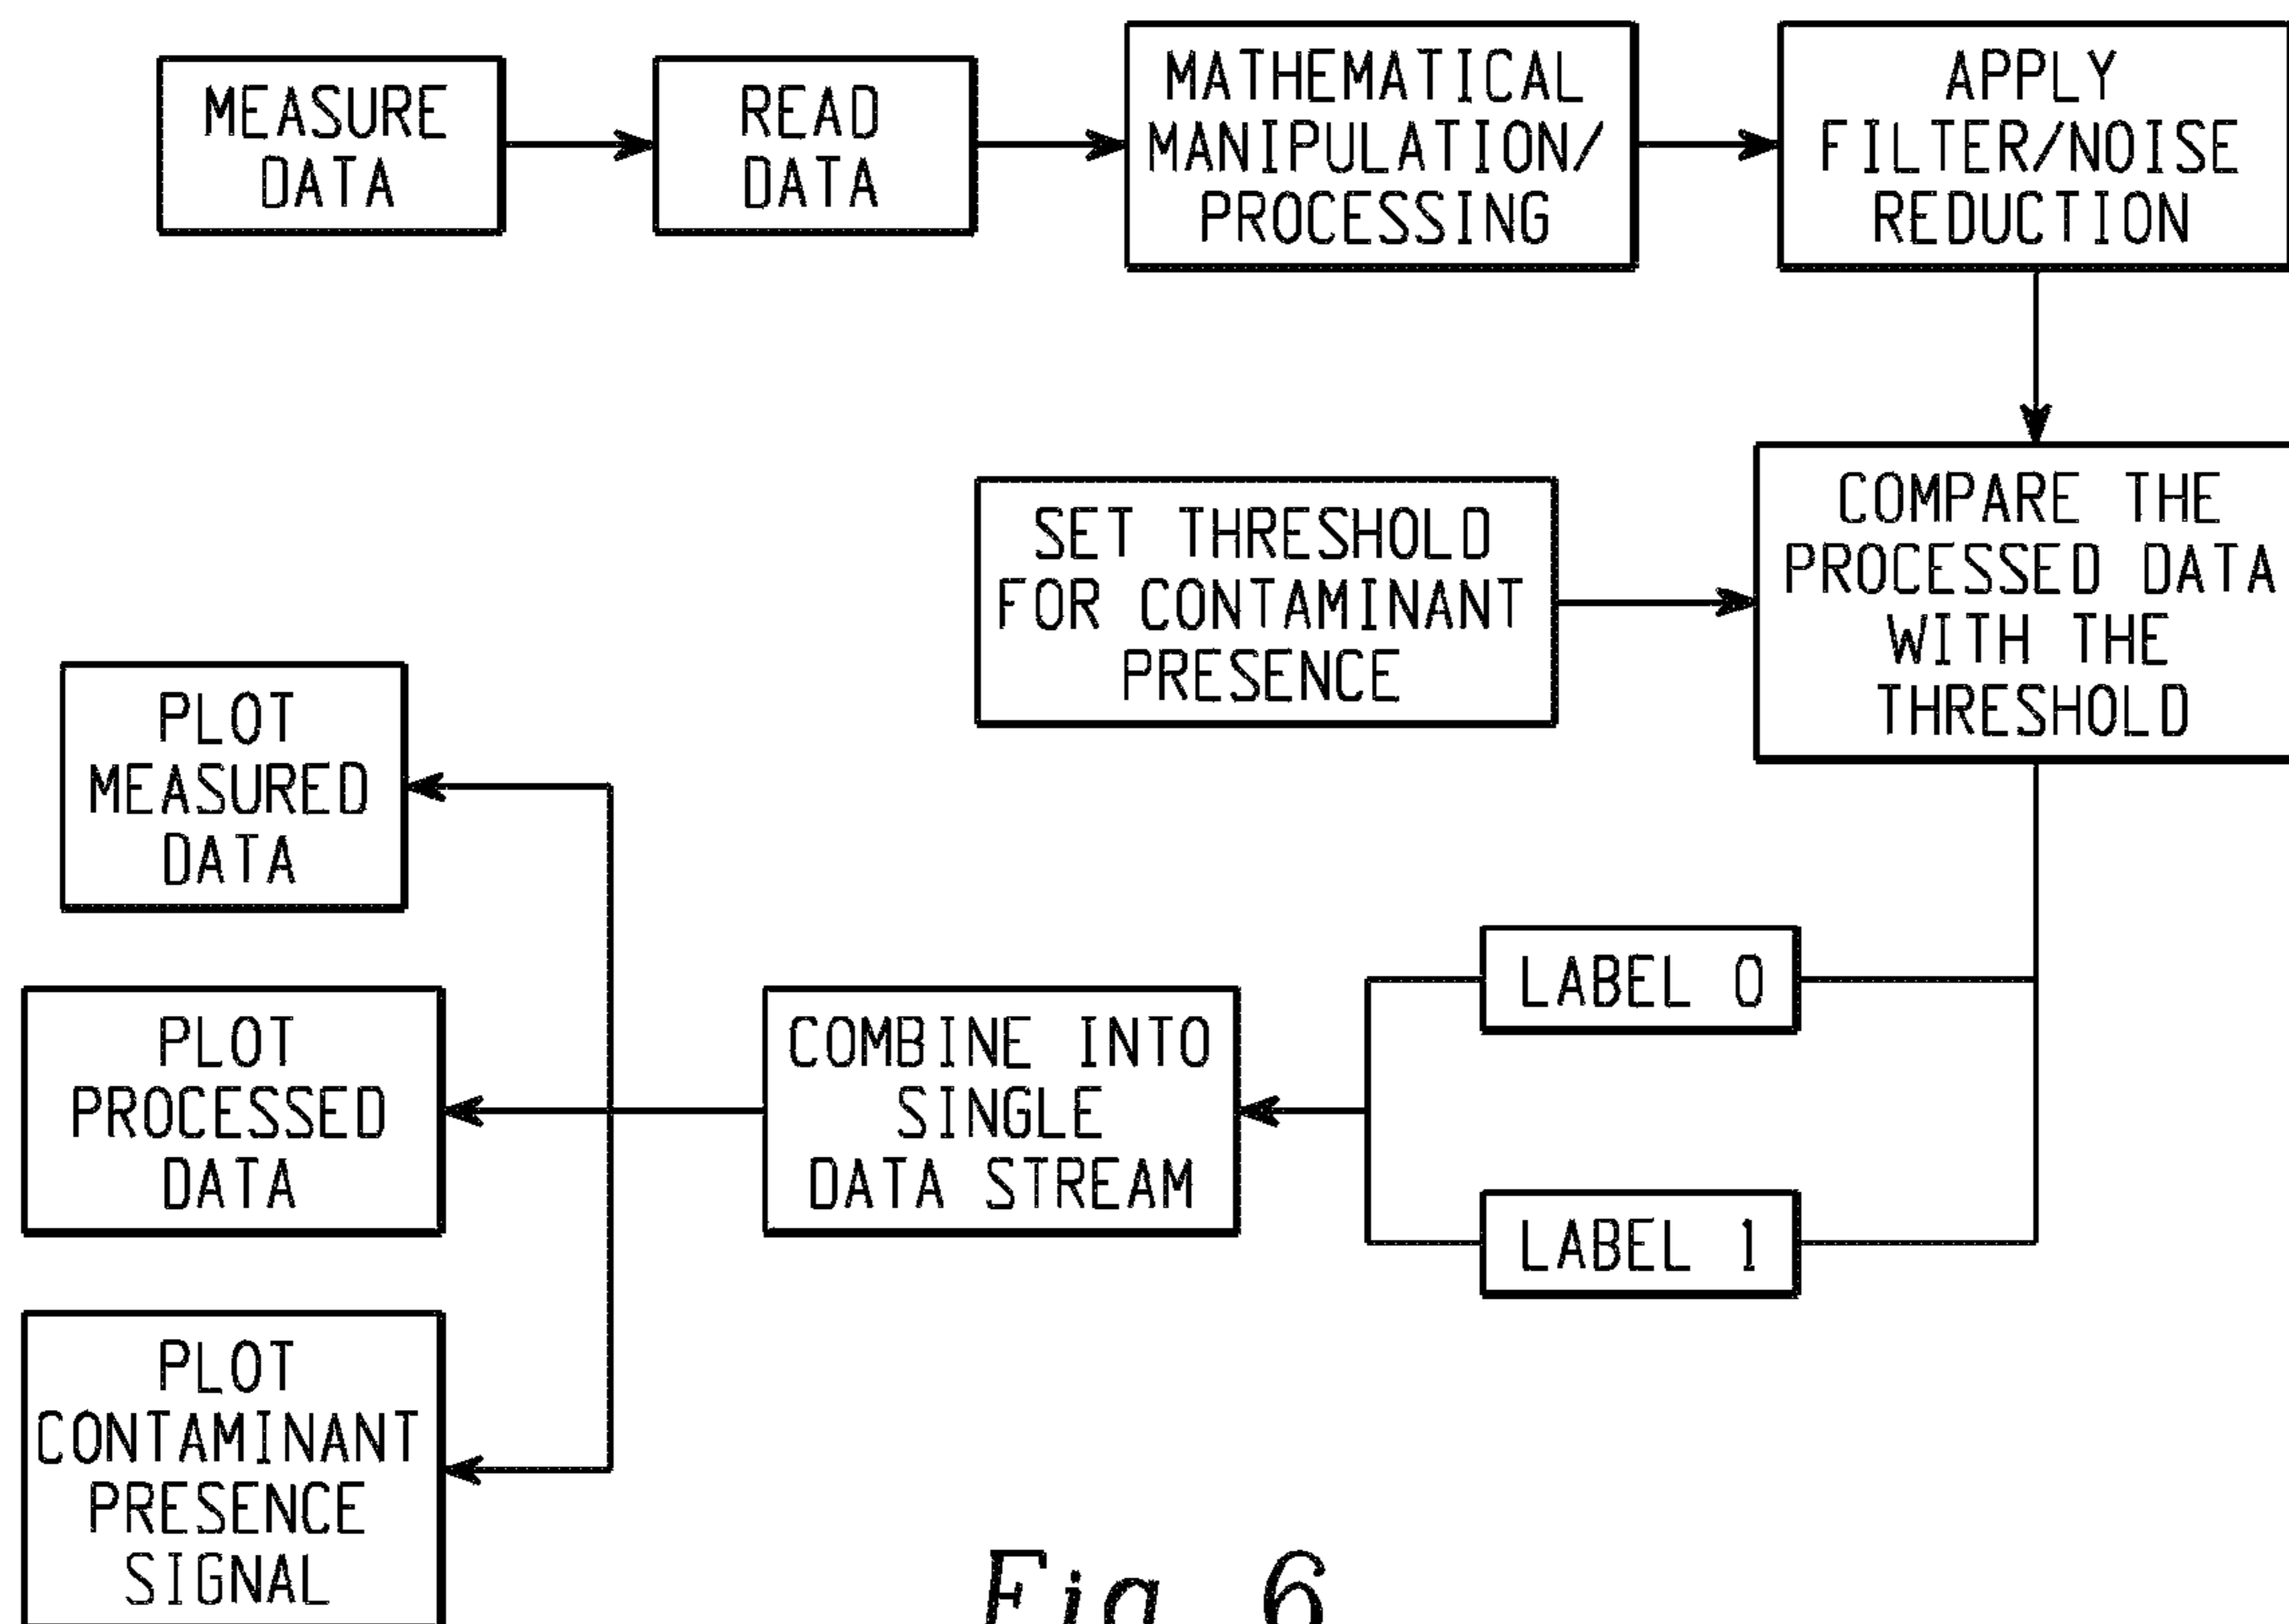 MEASURE
DATA
READ
DATA
MATHEMATICAL
MANIPULATION/
PROCESSING
APPLY
FILTER/NOISE
REDUCTION
SET THRESHOLD
FOR CONTAMINANT
PRESENCE
COMPARE THE
PROCESSED DATA
WITH THE
THRESHOLD
LABEL 0
LABEL 1
COMBINE INTO
SINGLE
DATA STREAM
PLOT
MEASURED
DATA
PLOT
PROCESSED
DATA
PLOT
CONTAMINANT
PRESENCE
SIGNAL
Fig 6